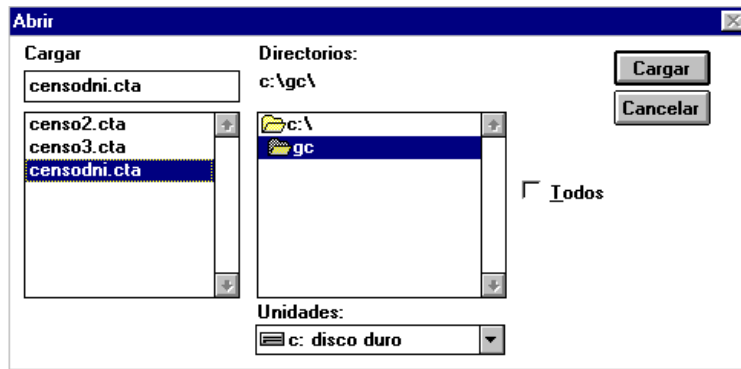 Abrir
Cargar
censodni.cta
censo2.cta
censo3.cta
censodni.cta
Directorios:
c:\gc\
c:\
gc
Unidades:
c: disco duro
Todos
Cargar
Cancelar